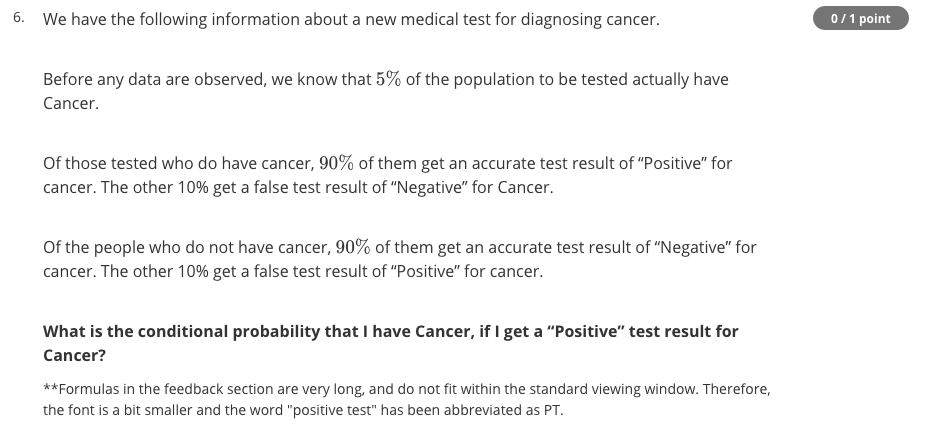 6. We have the following information about a new medical test for diagnosing cancer.
0 / 1 point
Before any data are observed, we know that 5% of the population to be tested actually have
Cancer.
Of those tested who do have cancer, 90% of them get an accurate test result of “Positive” for
cancer. The other 10% get a false test result of “Negative” for Cancer.
Of the people who do not have cancer, 90% of them get an accurate test result of “Negative” for
cancer. The other 10% get a false test result of “Positive” for cancer.
What is the conditional probability that I have Cancer, if I get a “Positive” test result for
Cancer?
**Formulas in the feedback section are very long, and do not fit within the standard viewing window. Therefore,
the font is a bit smaller and the word "positive test" has been abbreviated as PT.